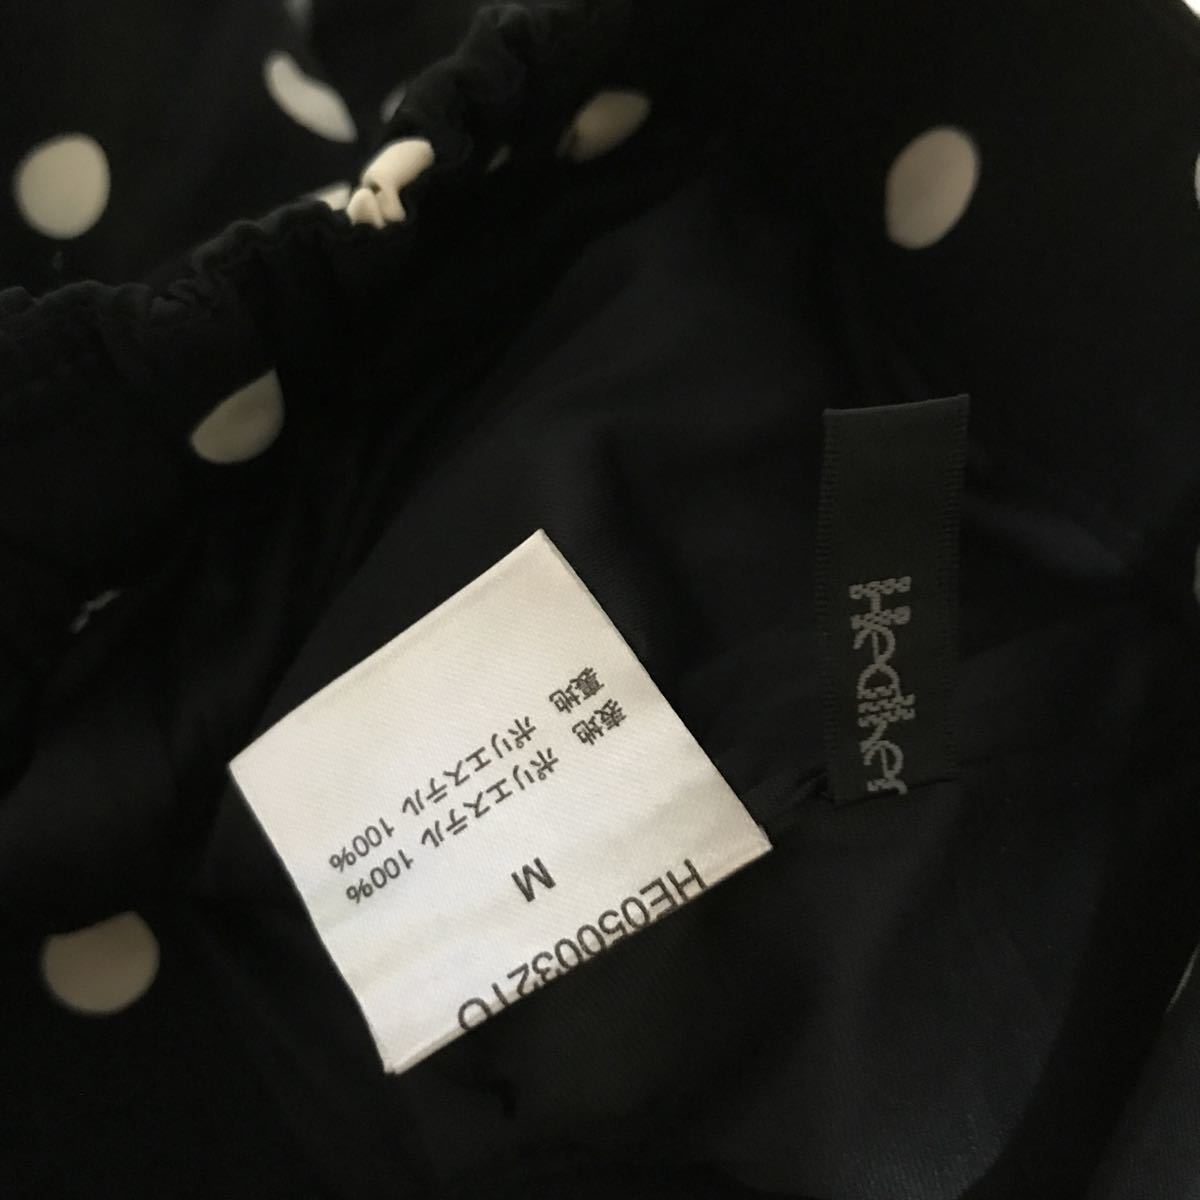 Heather
HE05003210
M
表地 ポリエステル 100%
裏地 ポリエステル 100%